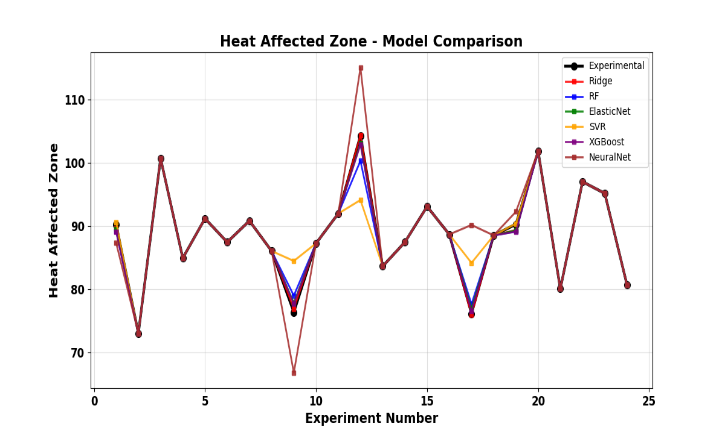 Heat Affected Zone - Model Comparison
Heat Affected Zone
110
100
90
80
70
0
5
10
15
20
25
Experiment Number
Experimental
Ridge
RF
ElasticNet
SVR
XGBoost
NeuralNet